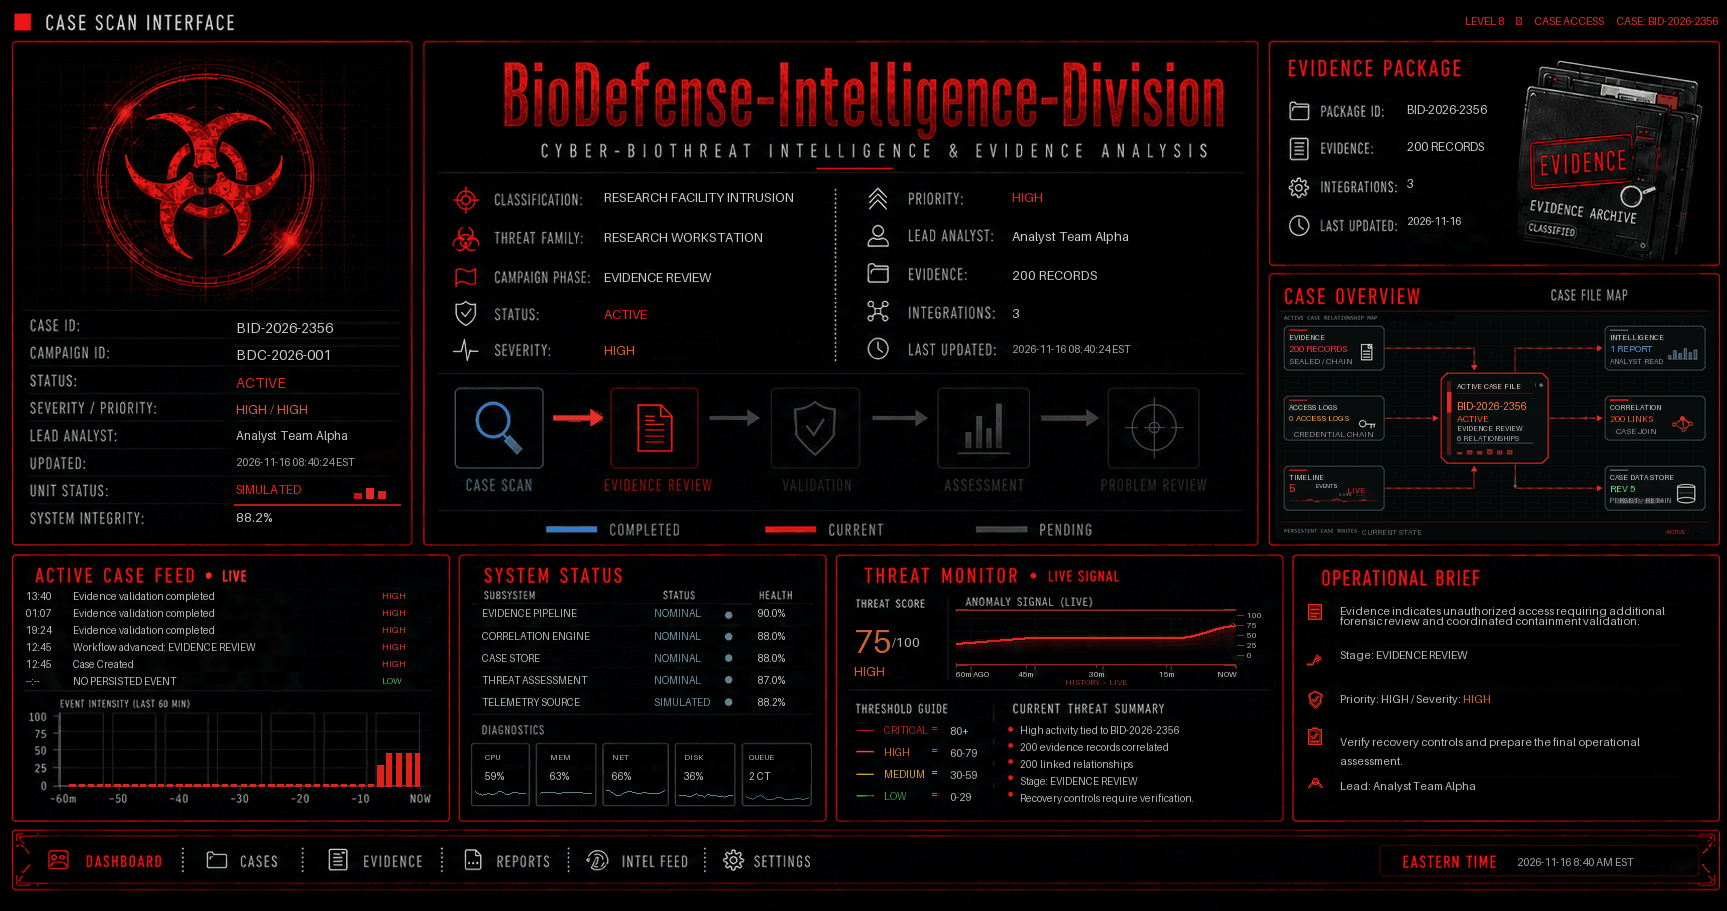 CASE SCAN INTERFACE
LEVEL 8 CASE ACCESS CASE: BID-2026-2356
CASE ID: BID-2026-2356
CAMPAIGN ID: BDC-2026-001
STATUS: ACTIVE
SEVERITY / PRIORITY: HIGH / HIGH
LEAD ANALYST: Analyst Team Alpha
UPDATED: 2026-11-16 08:40:24 EST
UNIT STATUS: SIMULATED
SYSTEM INTEGRITY: 88.2%
BioDefense-Intelligence-Division
CYBER-BIOTHREAT INTELLIGENCE & EVIDENCE ANALYSIS
CLASSIFICATION: RESEARCH FACILITY INTRUSION
THREAT FAMILY: RESEARCH WORKSTATION
CAMPAIGN PHASE: EVIDENCE REVIEW
STATUS: ACTIVE
SEVERITY: HIGH
PRIORITY: HIGH
LEAD ANALYST: Analyst Team Alpha
EVIDENCE: 200 RECORDS
INTEGRATIONS: 3
LAST UPDATED: 2026-11-16 08:40:24 EST
CASE SCAN
EVIDENCE REVIEW
VALIDATION
ASSESSMENT
PROBLEM REVIEW
COMPLETED
CURRENT
PENDING
EVIDENCE PACKAGE
PACKAGE ID: BID-2026-2356
EVIDENCE: 200 RECORDS
INTEGRATIONS: 3
LAST UPDATED: 2026-11-16
EVIDENCE
EVIDENCE ARCHIVE
CLASSIFIED
CASE OVERVIEW
CASE FILE MAP
ACTIVE CASE RELATIONSHIP MAP
EVIDENCE
200 RECORDS
SEALED / CHAIN
ACCESS LOGS
0 ACCESS LOGS
CREDENTIAL CHAIN
TIMELINE
5 EVENTS
LIVE
ACTIVE CASE FILE
BID-2026-2356
ACTIVE
EVIDENCE REVIEW
6 RELATIONSHIPS
INTELLIGENCE
1 REPORT
ANALYST READ
CORRELATION
200 LINKS
CASE JOIN
CASE DATASTORE
REV 5
PERSISTENT CASE ROUTES CURRENT STATE
ACTIVE
ACTIVE CASE FEED • LIVE
13:40 Evidence validation completed HIGH
01:07 Evidence validation completed HIGH
19:24 Evidence validation completed HIGH
12:45 Workflow advanced: EVIDENCE REVIEW HIGH
12:45 Case Created HIGH
--:-- NO PERSISTED EVENT LOW
EVENT INTENSITY (LAST 60 MIN)
100
75
50
25
0
-60m -50 -40 -30 -20 -10 NOW
SYSTEM STATUS
SUBSYSTEM STATUS HEALTH
EVIDENCE PIPELINE NOMINAL 90.0%
CORRELATION ENGINE NOMINAL 88.0%
CASE STORE NOMINAL 88.0%
THREAT ASSESSMENT NOMINAL 87.0%
TELEMETRY SOURCE SIMULATED 88.2%
DIAGNOSTICS
CPU 59%
MEM 63%
NET 66%
DISK 36%
QUEUE 2 CT
THREAT MONITOR • LIVE SIGNAL
THREAT SCORE
75/100
HIGH
ANOMALY SIGNAL (LIVE)
100
75
50
25
0
60m AGO 45m 30m 15m NOW
HISTORY > LIVE
THRESHOLD GUIDE
CRITICAL = 80+
HIGH = 60-79
MEDIUM = 30-59
LOW = 0-29
CURRENT THREAT SUMMARY
High activity tied to BID-2026-2356
200 evidence records correlated
200 linked relationships
Stage: EVIDENCE REVIEW
Recovery controls require verification.
OPERATIONAL BRIEF
Evidence indicates unauthorized access requiring additional
forensic review and coordinated containment validation.
Stage: EVIDENCE REVIEW
Priority: HIGH / Severity: HIGH
Verify recovery controls and prepare the final operational
assessment.
Lead: Analyst Team Alpha
DASHBOARD
CASES
EVIDENCE
REPORTS
INTEL FEED
SETTINGS
EASTERN TIME 2026-11-16 8:40 AM EST